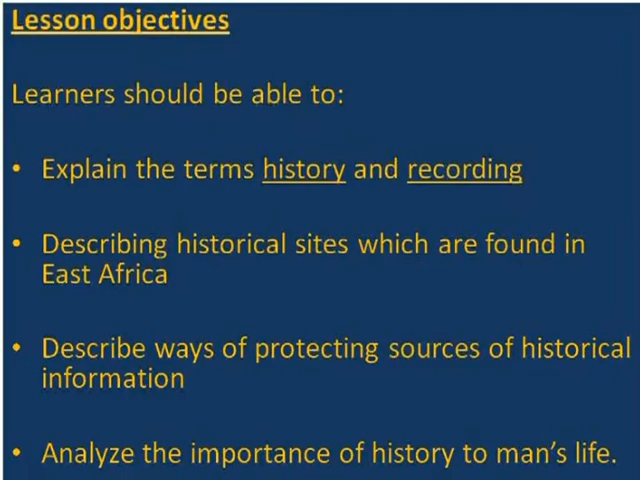 Lesson objectives
Learners should be able to:
• Explain the terms history and recording
• Describing historical sites which are found in
East Africa
• Describe ways of protecting sources of historical
information
• Analyze the importance of history to man's life.